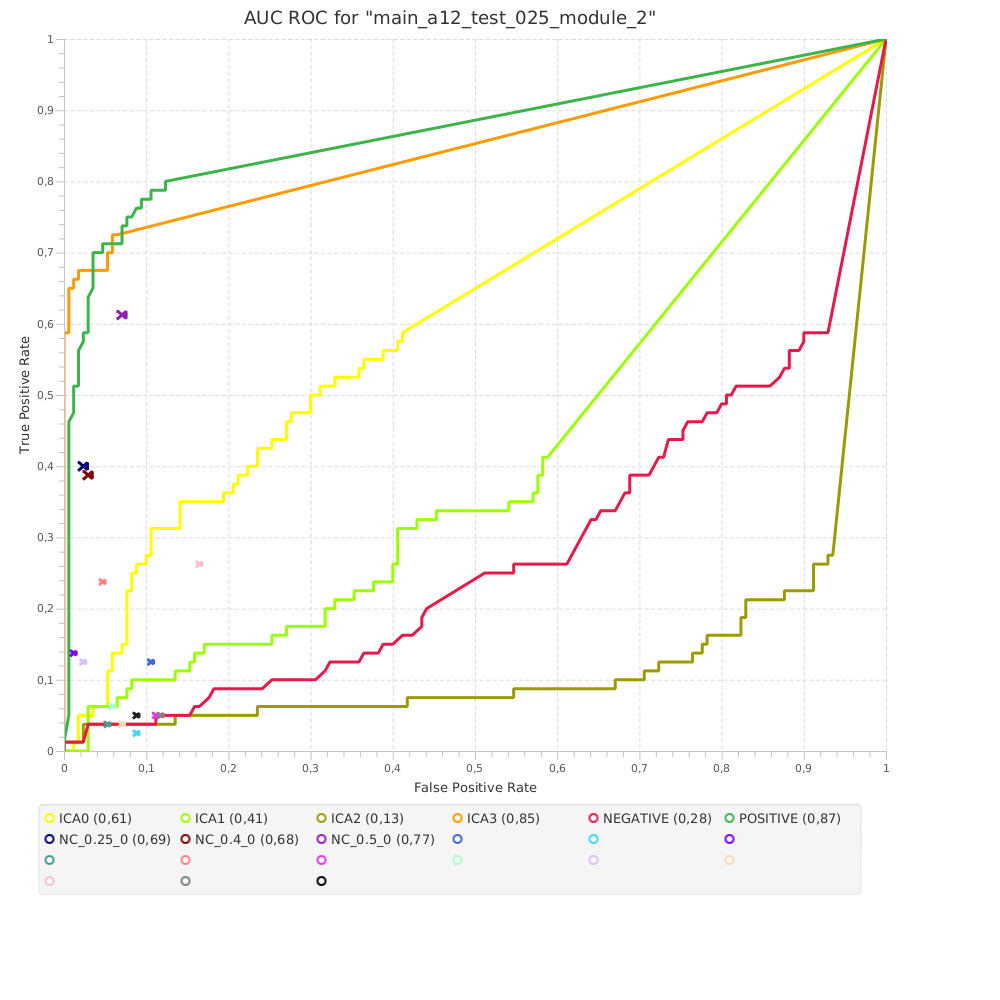 AUC ROC for "main_a12_test_025_module_2"
1
0,9
0,8
0,7
0,6
0,5
0,4
0,3
0,2
0,1
0
True Positive Rate
0 0,1 0,2 0,3 0,4 0,5 0,6 0,7 0,8 0,9 1
False Positive Rate
ICA0 (0,61) ICA1 (0,41) ICA2 (0,13) ICA3 (0,85) NEGATIVE (0,28) POSITIVE (0,87)
NC_0.25_0 (0,69) NC_0.4_0 (0,68) NC_0.5_0 (0,77)